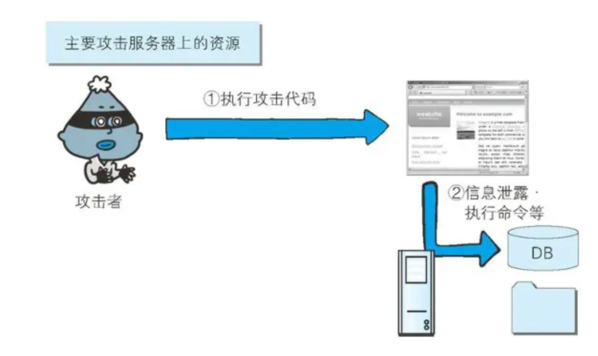 主要攻击服务器上的资源
①执行攻击代码
攻击者
website
Welcome to example.com
②信息泄露·
执行命令等
DB